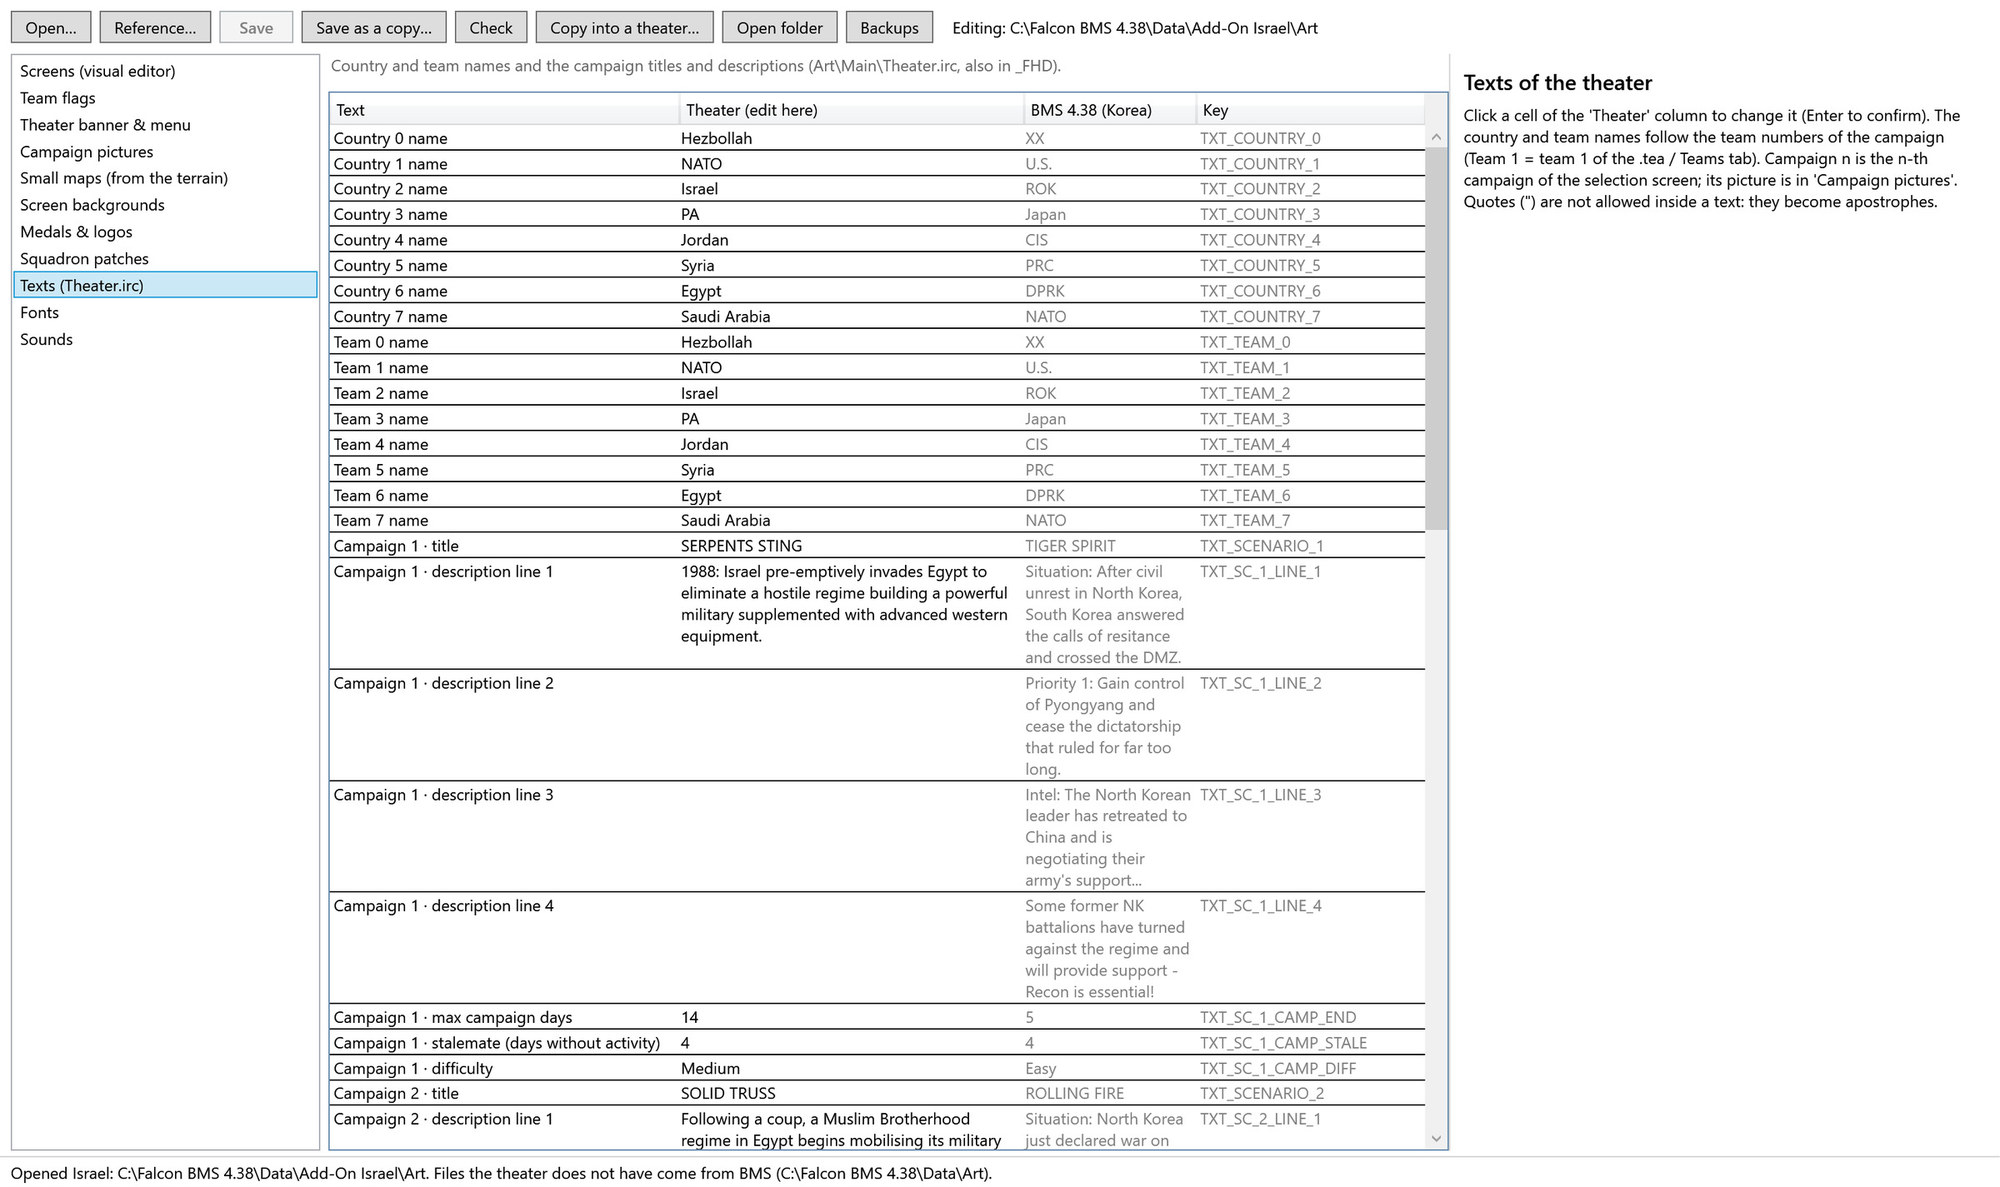 Open... Reference... Save Save as a copy... Check Copy into a theater... Open folder Backups Editing: C:\Falcon BMS 4.38\Data\Add-On Israel\Art
Screens (visual editor)
Team flags
Theater banner & menu
Campaign pictures
Small maps (from the terrain)
Screen backgrounds
Medals & logos
Squadron patches
Texts (Theater.irc)
Fonts
Sounds
Country and team names and the campaign titles and descriptions (Art\Main\Theater.irc, also in _FHD).
Text Theater (edit here) BMS 4.38 (Korea) Key
Country 0 name Hezbollah XX TXT_COUNTRY_0
Country 1 name NATO U.S. TXT_COUNTRY_1
Country 2 name Israel ROK TXT_COUNTRY_2
Country 3 name PA Japan TXT_COUNTRY_3
Country 4 name Jordan CIS TXT_COUNTRY_4
Country 5 name Syria PRC TXT_COUNTRY_5
Country 6 name Egypt DPRK TXT_COUNTRY_6
Country 7 name Saudi Arabia NATO TXT_COUNTRY_7
Team 0 name Hezbollah XX TXT_TEAM_0
Team 1 name NATO U.S. TXT_TEAM_1
Team 2 name Israel ROK TXT_TEAM_2
Team 3 name PA Japan TXT_TEAM_3
Team 4 name Jordan CIS TXT_TEAM_4
Team 5 name Syria PRC TXT_TEAM_5
Team 6 name Egypt DPRK TXT_TEAM_6
Team 7 name Saudi Arabia NATO TXT_TEAM_7
Campaign 1 · title SERPENTS STING TIGER SPIRIT TXT_SCENARIO_1
Campaign 1 · description line 1
1988: Israel pre-emptively invades Egypt to
eliminate a hostile regime building a powerful
military supplemented with advanced western
equipment.
Situation: After civil
unrest in North Korea,
South Korea answered
the calls of resitance
and crossed the DMZ.
TXT_SC_1_LINE_1
Campaign 1 · description line 2
Priority 1: Gain control
of Pyongyang and
cease the dictatorship
that ruled for far too
long.
TXT_SC_1_LINE_2
Campaign 1 · description line 3
Intel: The North Korean
leader has retreated to
China and is
negotiating their
army's support...
TXT_SC_1_LINE_3
Campaign 1 · description line 4
Some former NK
battalions have turned
against the regime and
will provide support -
Recon is essential!
TXT_SC_1_LINE_4
Campaign 1 · max campaign days 14 5 TXT_SC_1_CAMP_END
Campaign 1 · stalemate (days without activity) 4 4 TXT_SC_1_CAMP_STALE
Campaign 1 · difficulty Medium Easy TXT_SC_1_CAMP_DIFF
Campaign 2 · title SOLID TRUSS ROLLING FIRE TXT_SCENARIO_2
Campaign 2 · description line 1
Following a coup, a Muslim Brotherhood
regime in Egypt begins mobilising its military
Situation: North Korea
just declared war on
TXT_SC_2_LINE_1
Texts of the theater
Click a cell of the 'Theater' column to change it (Enter to confirm). The
country and team names follow the team numbers of the campaign
(Team 1 = team 1 of the .tea / Teams tab). Campaign n is the n-th
campaign of the selection screen; its picture is in 'Campaign pictures'.
Quotes (") are not allowed inside a text: they become apostrophes.
Opened Israel: C:\Falcon BMS 4.38\Data\Add-On Israel\Art. Files the theater does not have come from BMS (C:\Falcon BMS 4.38\Data\Art).